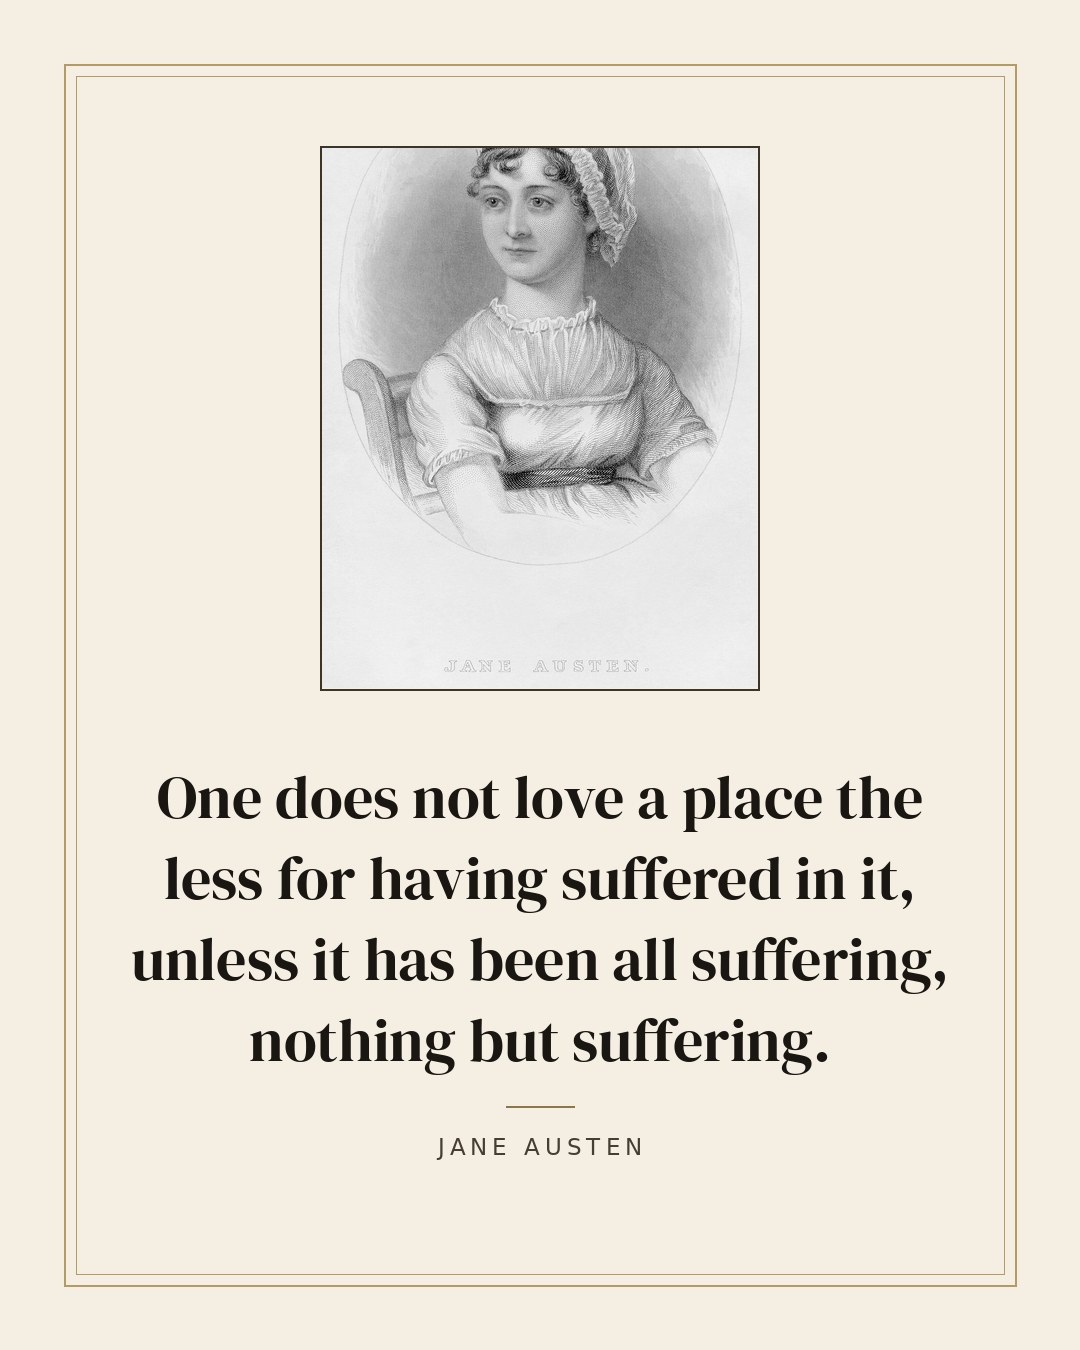 JANE AUSTEN.
One does not love a place the
less for having suffered in it,
unless it has been all suffering,
nothing but suffering.
JANE AUSTEN